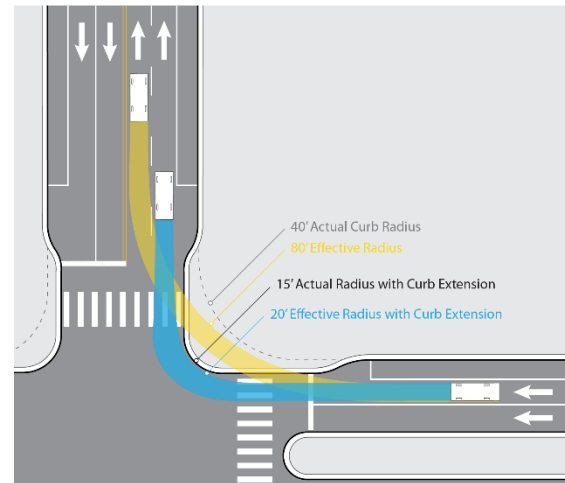 40' Actual Curb Radius
80' Effective Radius
15' Actual Radius with Curb Extension
20' Effective Radius with Curb Extension